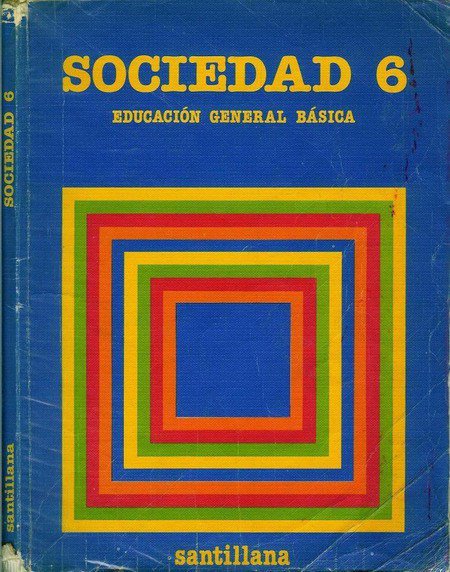 SOCIEDAD 6
EDUCACIÓN GENERAL BÁSICA
santillana
SOCIEDAD 6
santillana